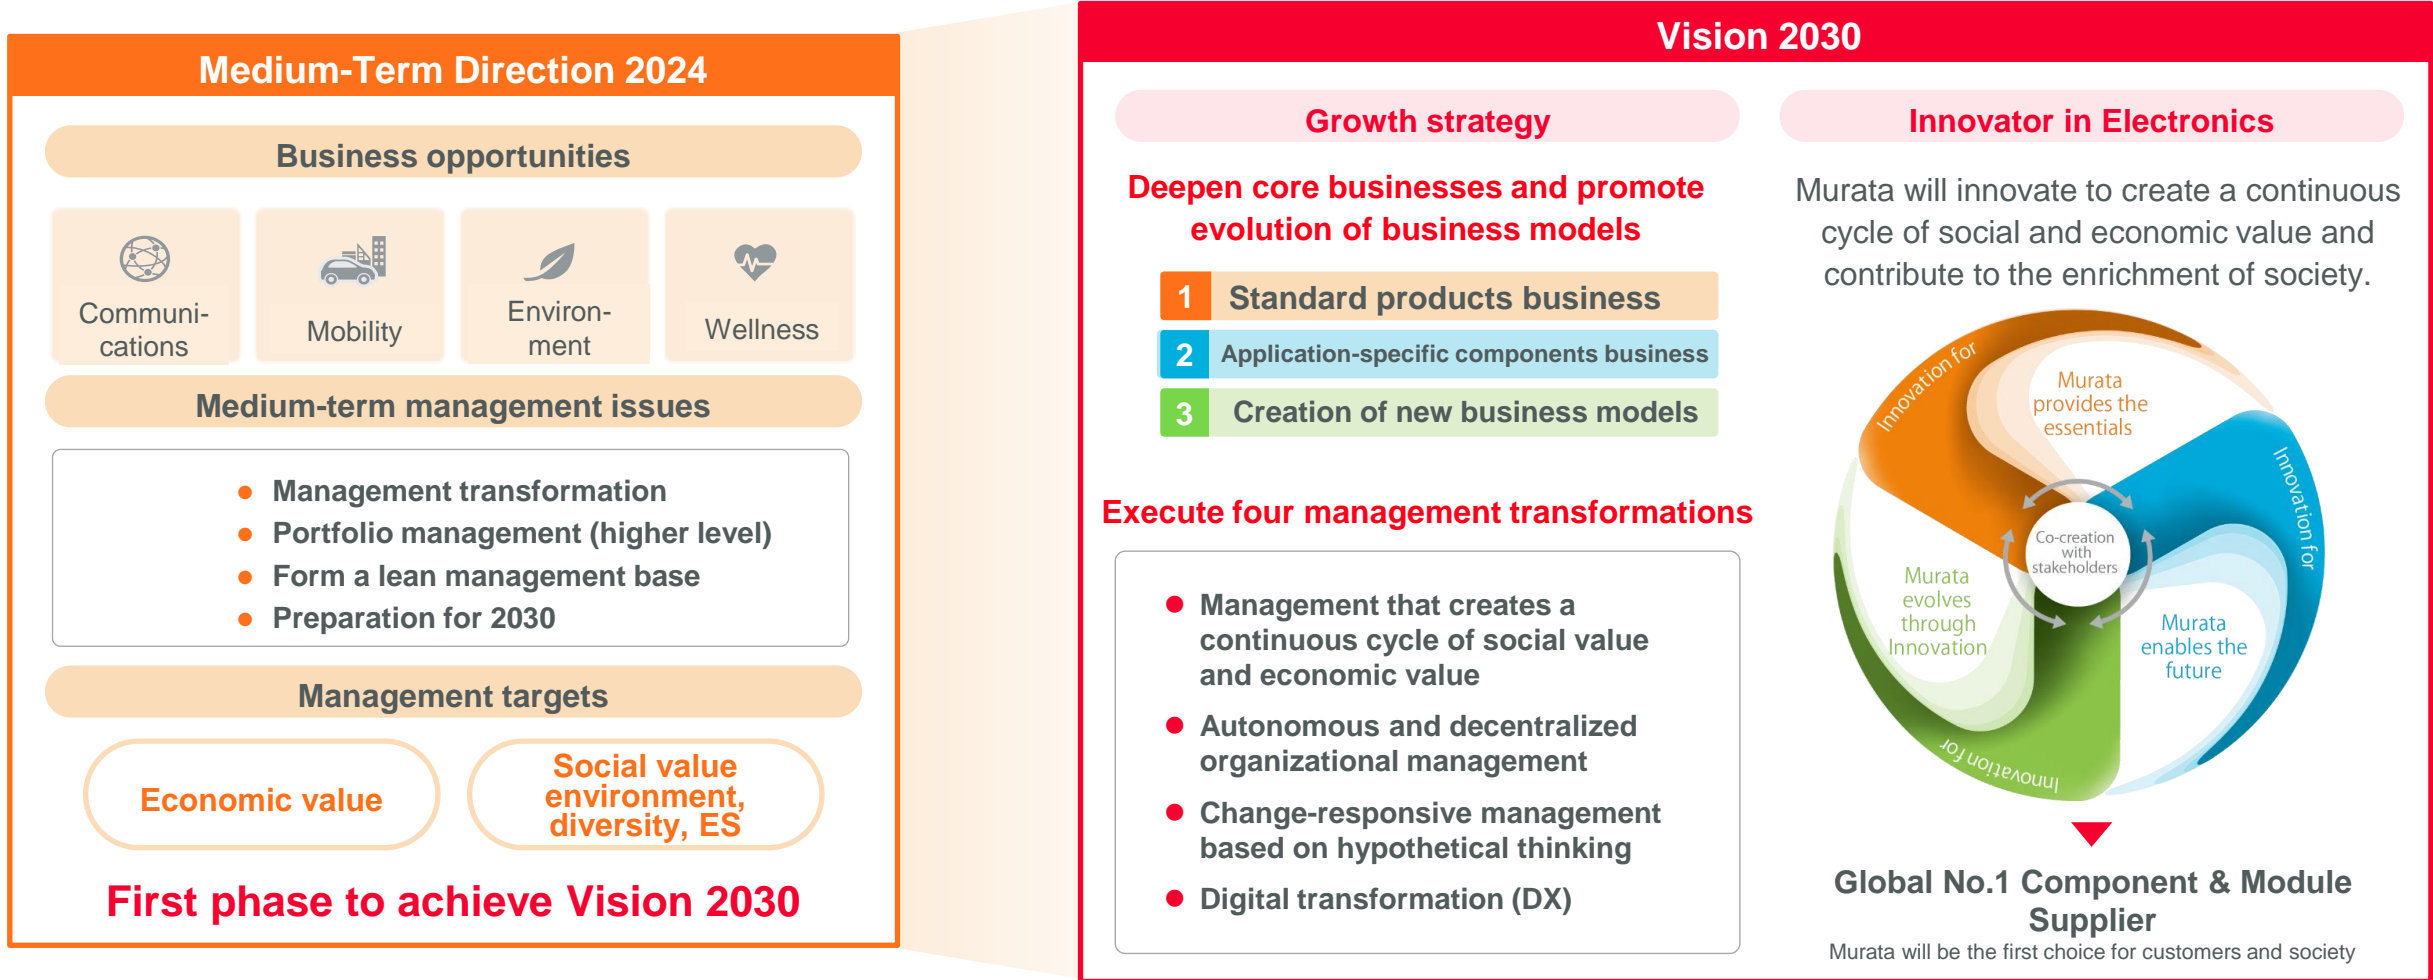 Medium-Term Direction 2024
Business opportunities
Communi-
cations
Mobility
Environ-
ment
Wellness
Medium-term management issues
● Management transformation
● Portfolio management (higher level)
● Form a lean management base
● Preparation for 2030
Management targets
Economic value
Social value
environment,
diversity, ES
First phase to achieve Vision 2030
Vision 2030
Growth strategy
Deepen core businesses and promote
evolution of business models
1 Standard products business
2 Application-specific components business
3 Creation of new business models
Execute four management transformations
● Management that creates a
continuous cycle of social value
and economic value
● Autonomous and decentralized
organizational management
● Change-responsive management
based on hypothetical thinking
● Digital transformation (DX)
Innovator in Electronics
Murata will innovate to create a continuous
cycle of social and economic value and
contribute to the enrichment of society.
Innovation for
Murata
provides the
essentials
Innovation for
Co-creation
with
stakeholders
Murata
evolves
through
Innovation
Murata
enables the
future
Innovation for
Global No.1 Component & Module
Supplier
Murata will be the first choice for customers and society